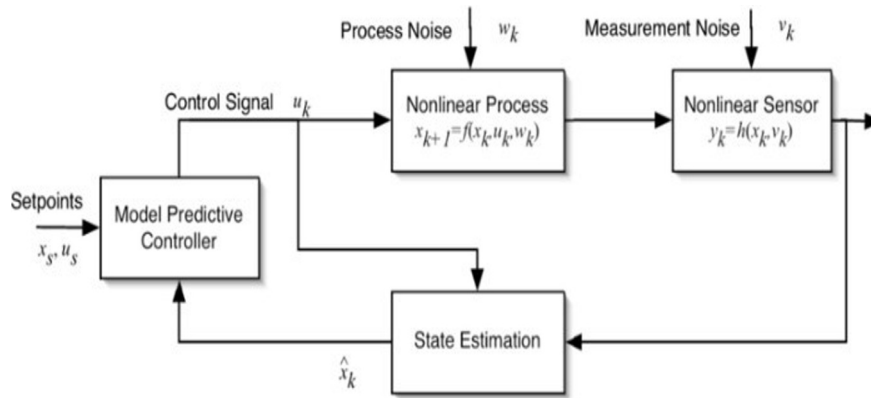 Process Noise w_k
Measurement Noise v_k
Control Signal u_k
Nonlinear Process
x_{k+1}=f(x_k,u_k,w_k)
Nonlinear Sensor
y_k=h(x_k,v_k)
Setpoints
x_s, u_s
Model Predictive
Controller
State Estimation
x̂_k